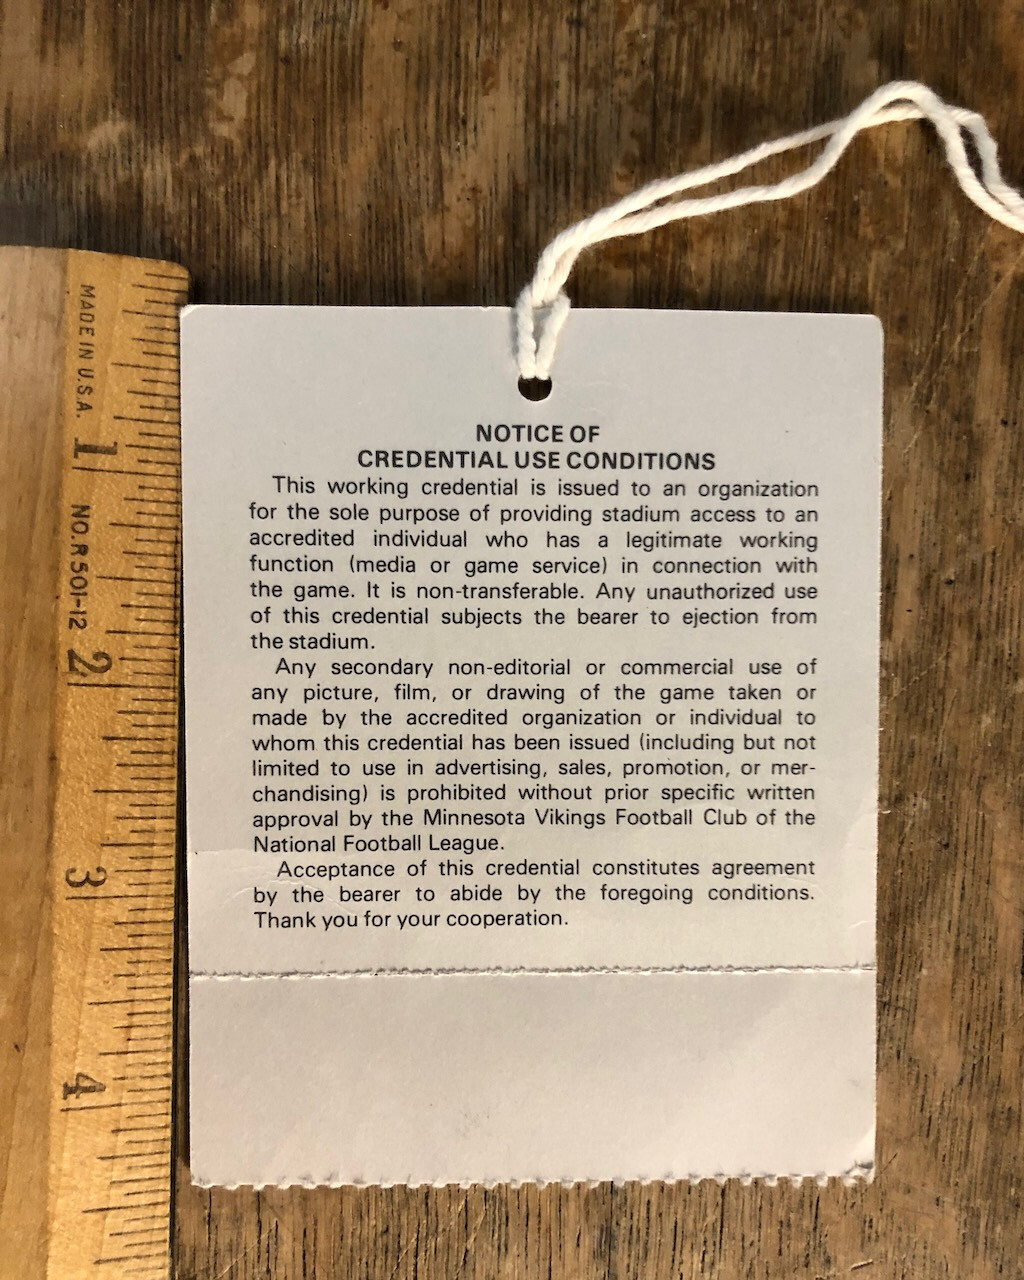 MADE IN U.S.A.
1
NO. R501-12
2
3
4
NOTICE OF
CREDENTIAL USE CONDITIONS
This working credential is issued to an organization
for the sole purpose of providing stadium access to an
accredited individual who has a legitimate working
function (media or game service) in connection with
the game. It is non-transferable. Any unauthorized use
of this credential subjects the bearer to ejection from
the stadium.
Any secondary non-editorial or commercial use of
any picture, film, or drawing of the game taken or
made by the accredited organization or individual to
whom this credential has been issued (including but not
limited to use in advertising, sales, promotion, or mer-
chandising) is prohibited without prior specific written
approval by the Minnesota Vikings Football Club of the
National Football League.
Acceptance of this credential constitutes agreement
by the bearer to abide by the foregoing conditions.
Thank you for your cooperation.